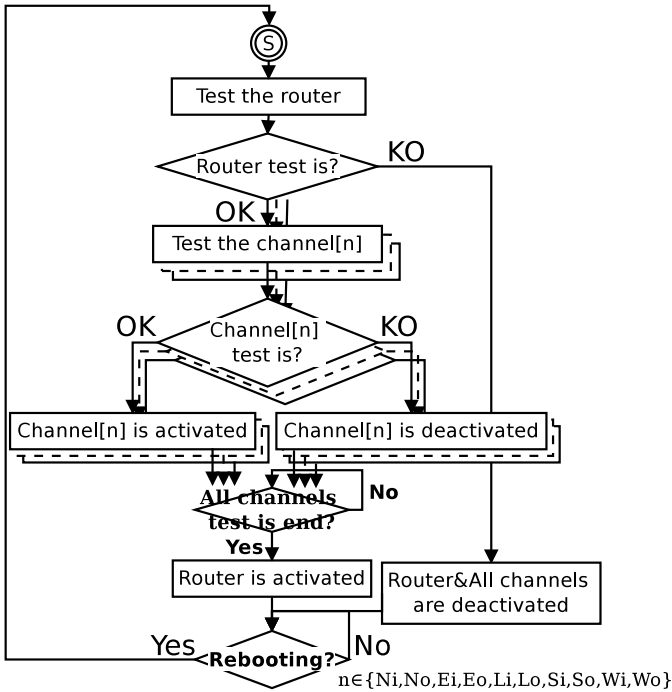 S
Test the router
Router test is?
KO
OK
Test the channel[n]
OK
Channel[n]
test is?
KO
Channel[n] is activated
Channel[n] is deactivated
All channels
test is end?
No
Yes
Router is activated
Router&All channels
are deactivated
Yes
Rebooting?
No
n∈{Ni,No,Ei,Eo,Li,Lo,Si,So,Wi,Wo}